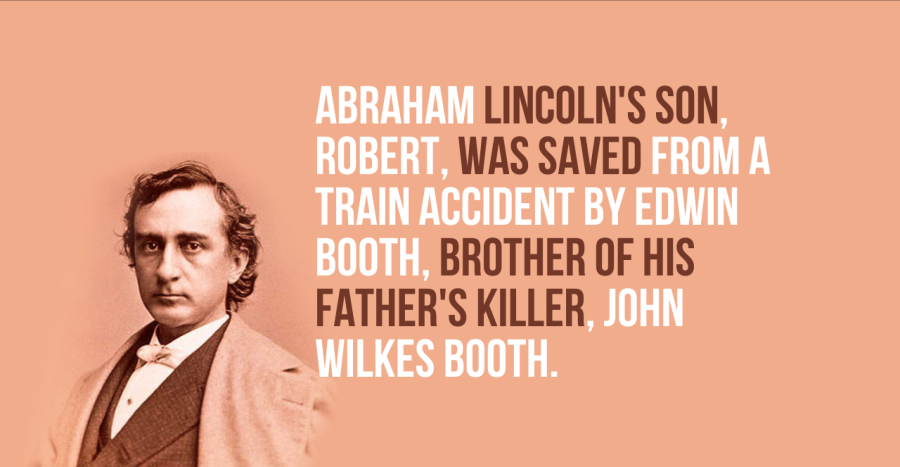 ABRAHAM LINCOLN'S SON,
ROBERT, WAS SAVED FROM A
TRAIN ACCIDENT BY EDWIN
BOOTH, BROTHER OF HIS
FATHER'S KILLER, JOHN
WILKES BOOTH.